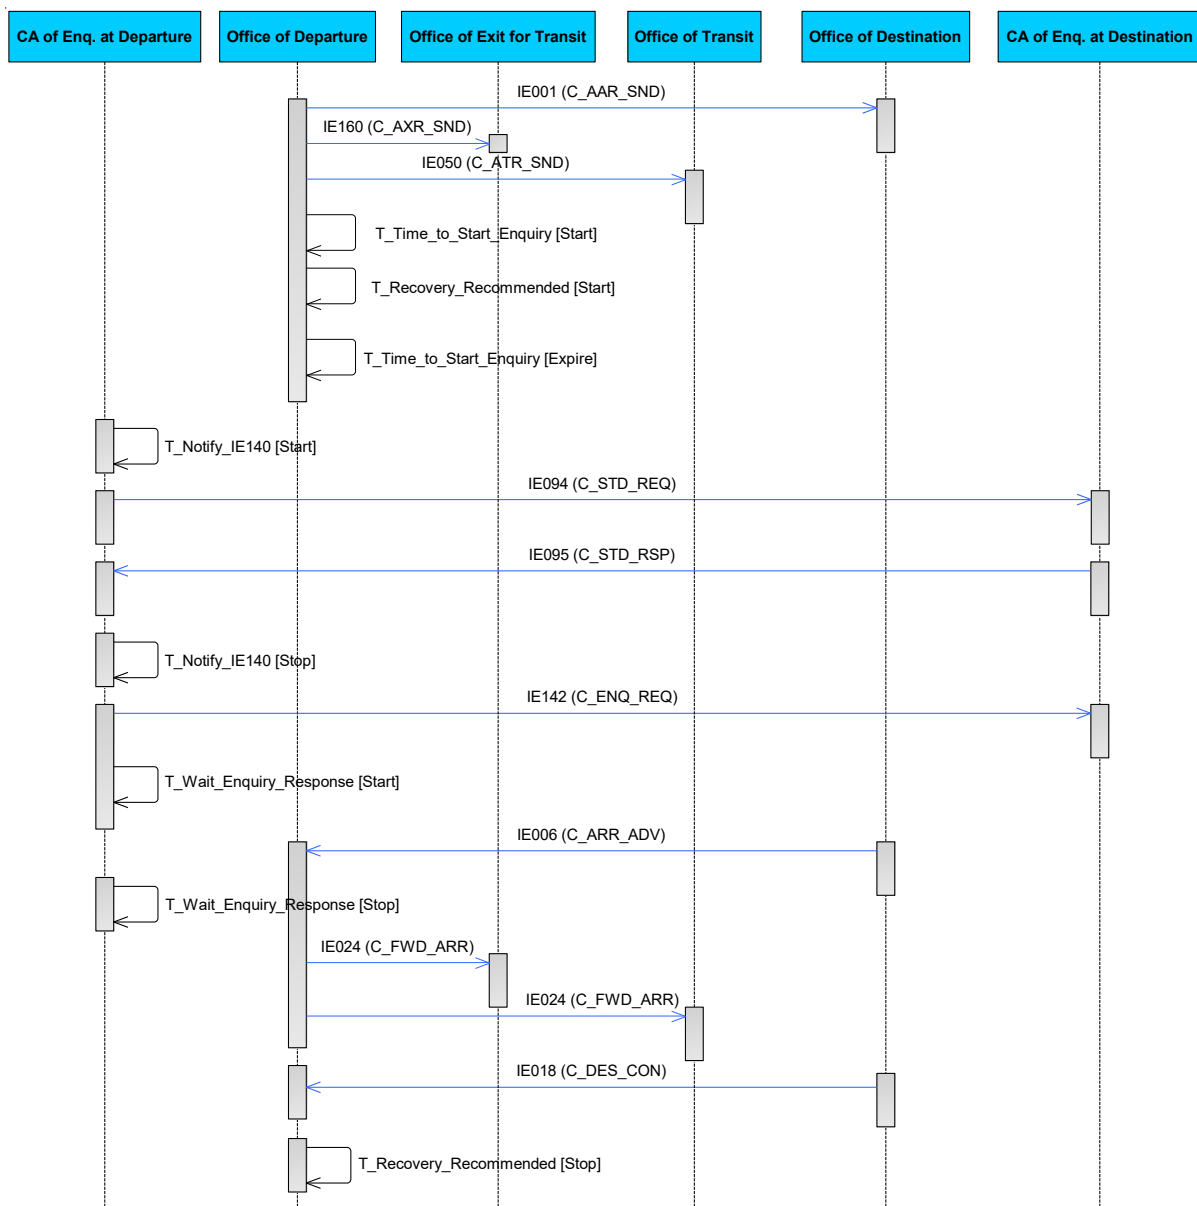 CA of Enq. at Departure
Office of Departure
Office of Exit for Transit
Office of Transit
Office of Destination
CA of Enq. at Destination
IE001 (C_AAR_SND)
IE160 (C_AXR_SND)
IE050 (C_ATR_SND)
T_Time_to_Start_Enquiry [Start]
T_Recovery_Recommended [Start]
T_Time_to_Start_Enquiry [Expire]
T_Notify_IE140 [Start]
IE094 (C_STD_REQ)
IE095 (C_STD_RSP)
T_Notify_IE140 [Stop]
IE142 (C_ENQ_REQ)
T_Wait_Enquiry_Response [Start]
IE006 (C_ARR_ADV)
T_Wait_Enquiry_Response [Stop]
IE024 (C_FWD_ARR)
IE024 (C_FWD_ARR)
IE018 (C_DES_CON)
T_Recovery_Recommended [Stop]